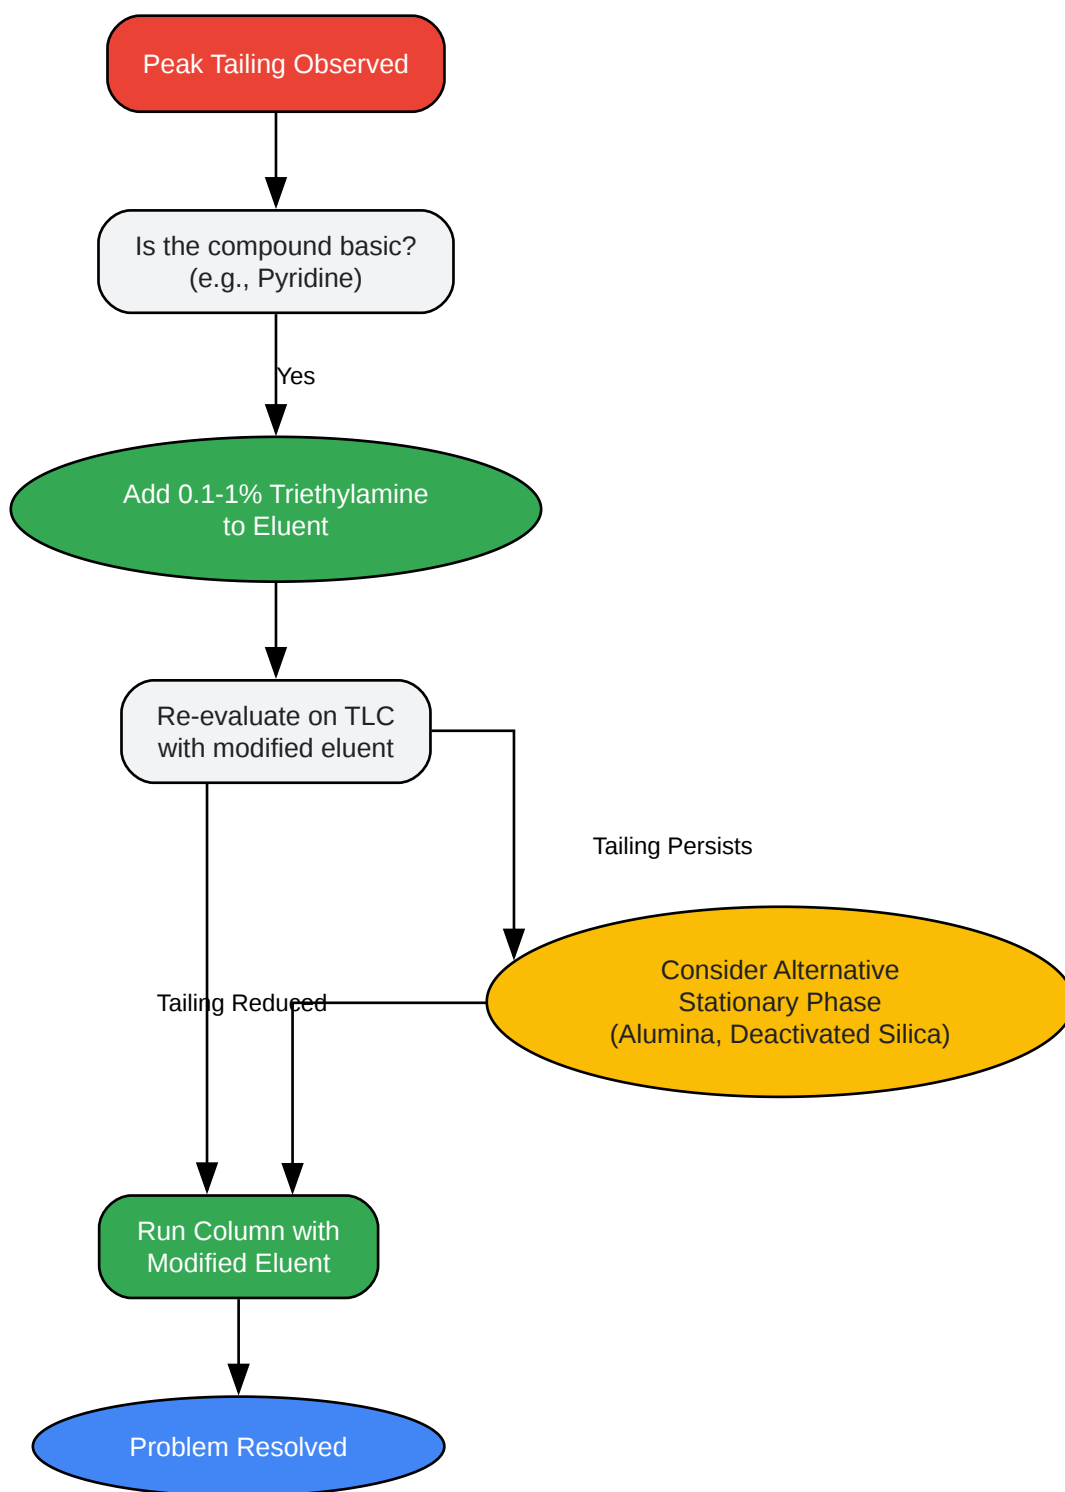 Peak Tailing Observed
Is the compound basic?
(e.g., Pyridine)
Yes
Add 0.1-1% Triethylamine
to Eluent
Re-evaluate on TLC
with modified eluent
Tailing Persists
Consider Alternative
Stationary Phase
(Alumina, Deactivated Silica)
Tailing Reduced
Run Column with
Modified Eluent
Problem Resolved